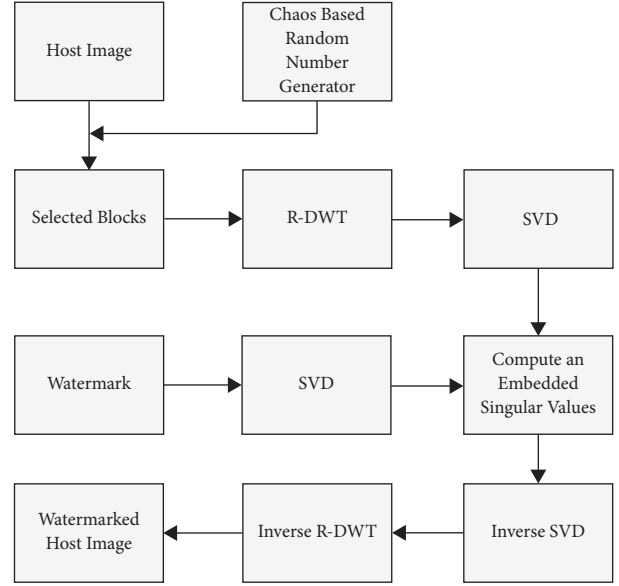 Host Image
Chaos Based
Random
Number
Generator
Selected Blocks
R-DWT
SVD
Watermark
SVD
Compute an
Embedded
Singular Values
Watermarked
Host Image
Inverse R-DWT
Inverse SVD